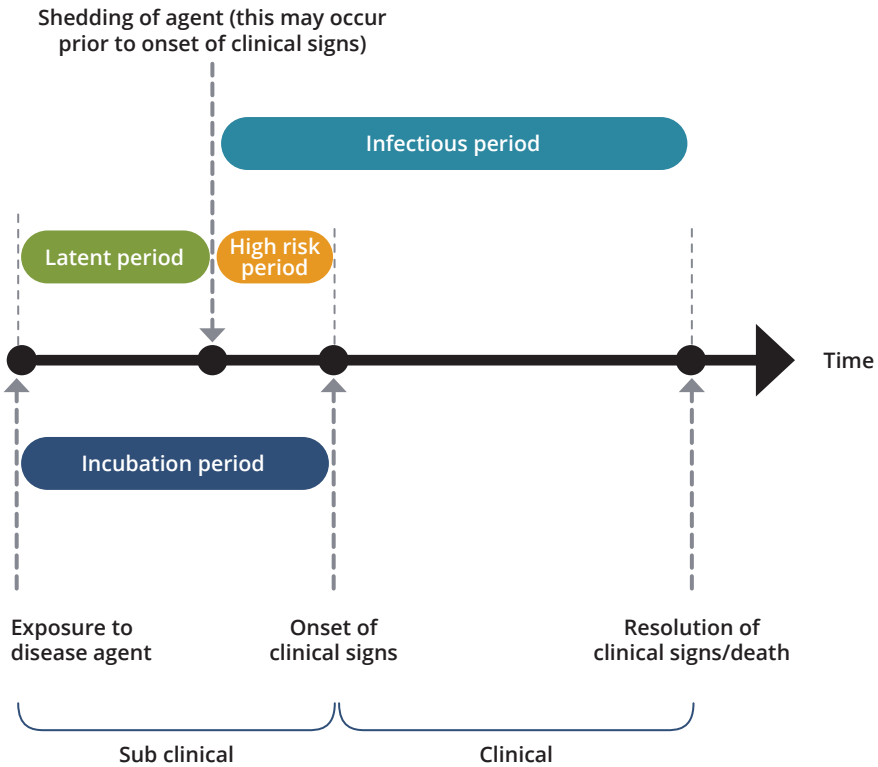 Shedding of agent (this may occur
prior to onset of clinical signs)
Infectious period
Latent period
High risk
period
Time
Incubation period
Exposure to
disease agent
Onset of
clinical signs
Resolution of
clinical signs/death
Sub clinical
Clinical